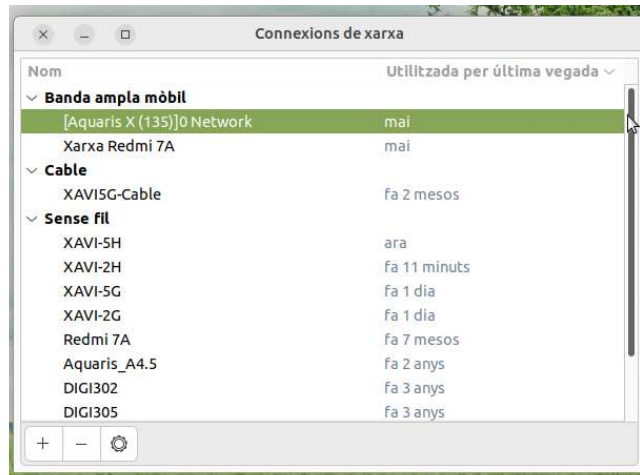 Connexions de xarxa
Nom Utilitzada per última vegada
Banda ampla mòbil
[Aquaris X (135)]0 Network mai
Xarxa Redmi 7A mai
Cable
XAVI5G-Cable fa 2 mesos
Sense fil
XAVI-5H ara
XAVI-2H fa 11 minuts
XAVI-5G fa 1 dia
XAVI-2G fa 1 dia
Redmi 7A fa 7 mesos
Aquaris_A4.5 fa 2 anys
DIGI302 fa 3 anys
DIGI305 fa 3 anys